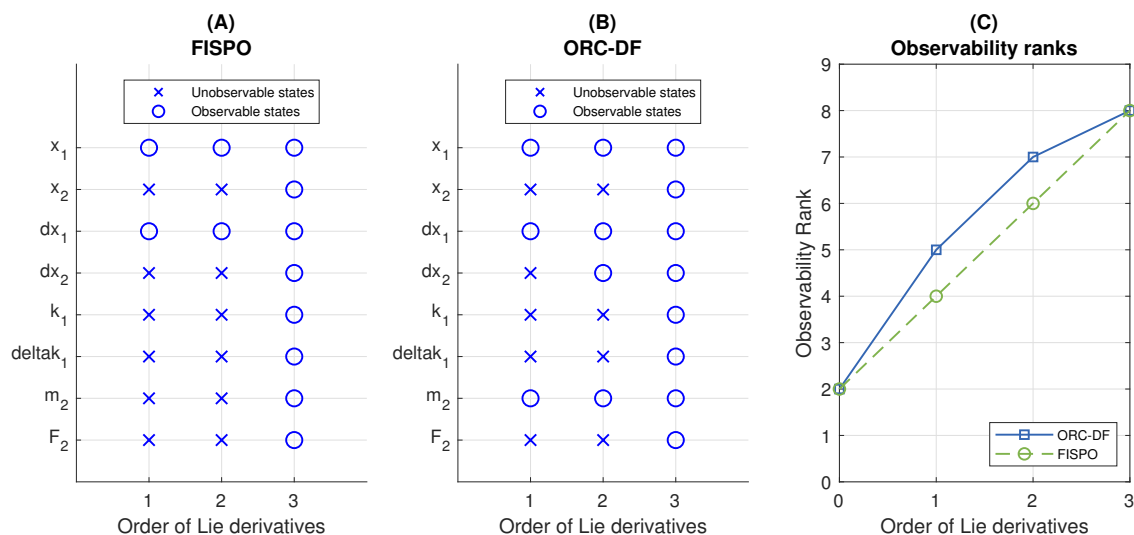 (A)
FISPO
Unobservable states
Observable states
x1
x2
dx1
dx2
k1
deltak1
m2
F2
1 2 3
Order of Lie derivatives
(B)
ORC-DF
Unobservable states
Observable states
x1
x2
dx1
dx2
k1
deltak1
m2
F2
1 2 3
Order of Lie derivatives
(C)
Observability ranks
Observability Rank
9
8
7
6
5
4
3
2
1
0
ORC-DF
FISPO
0 1 2 3
Order of Lie derivatives